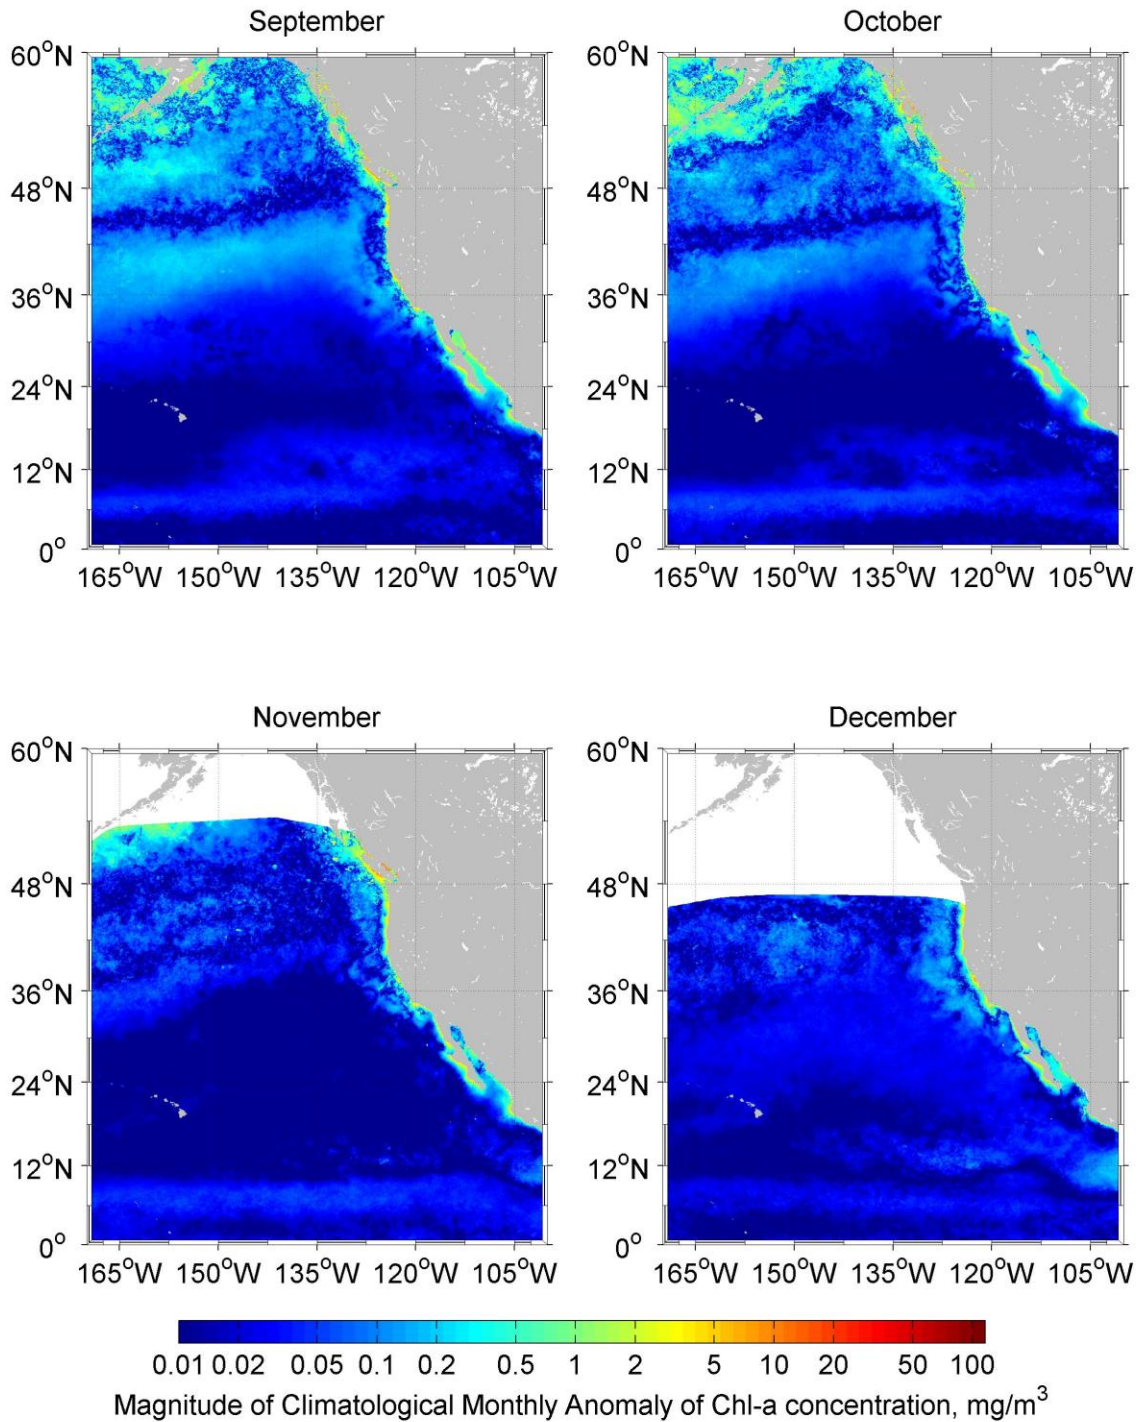 September
October
60°N
48°N
36°N
24°N
12°N
0°
165°W 150°W 135°W 120°W 105°W
60°N
48°N
36°N
24°N
12°N
0°
165°W 150°W 135°W 120°W 105°W
November
December
60°N
48°N
36°N
24°N
12°N
0°
165°W 150°W 135°W 120°W 105°W
60°N
48°N
36°N
24°N
12°N
0°
165°W 150°W 135°W 120°W 105°W
0.01 0.02 0.05 0.1 0.2 0.5 1 2 5 10 20 50 100
Magnitude of Climatological Monthly Anomaly of Chl-a concentration, mg/m³